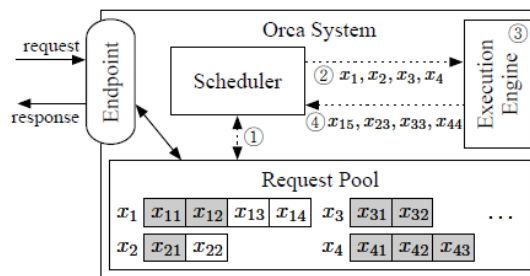 Orca System
request
response
Endpoint
Scheduler
② x₁, x₂, x₃, x₄
④ x₁₅, x₂₃, x₃₃, x₄₄
③
Execution
Engine
①
Request Pool
x₁ x₁₁ x₁₂ x₁₃ x₁₄ x₃ x₃₁ x₃₂ ...
x₂ x₂₁ x₂₂ x₄ x₄₁ x₄₂ x₄₃